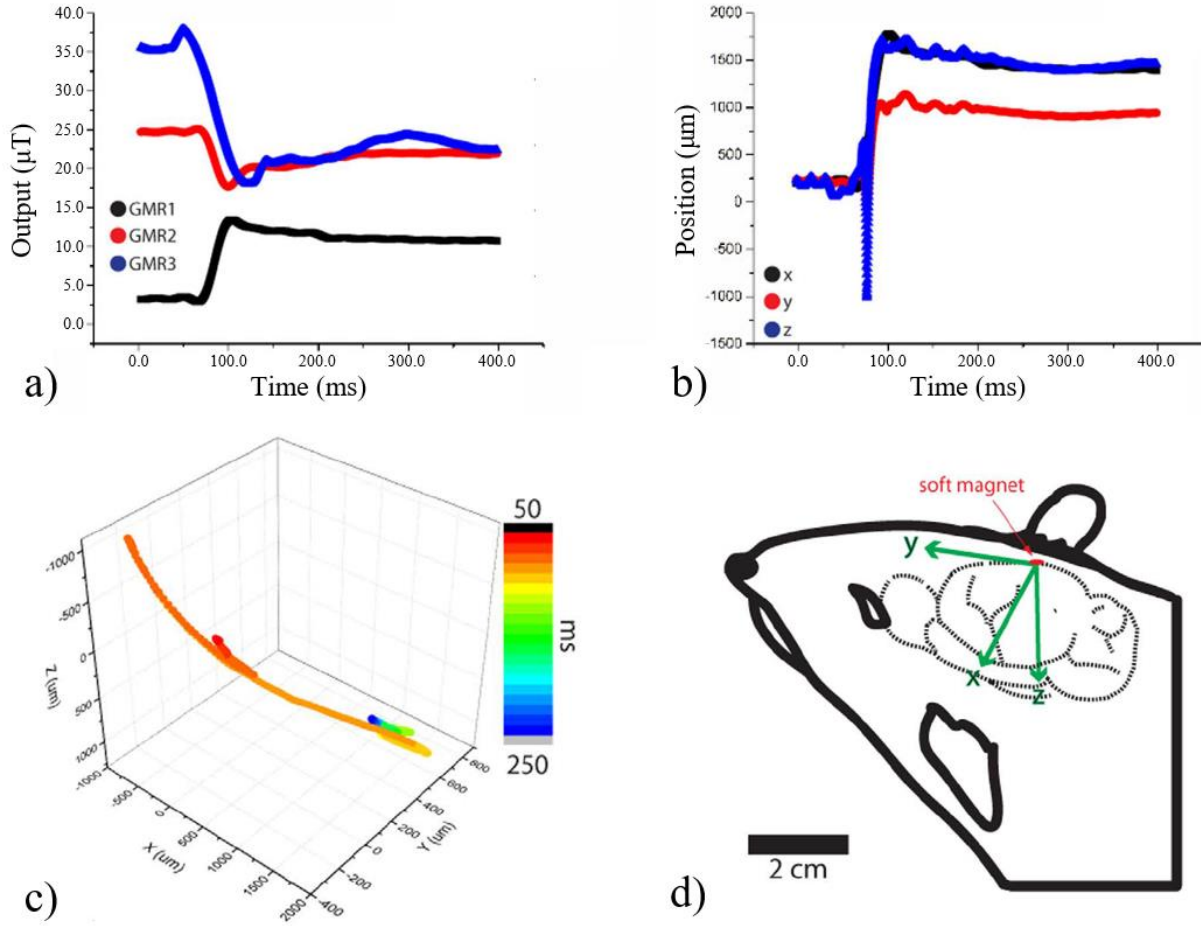 40.0
35.0
30.0
25.0
20.0
15.0
10.0
5.0
0.0
Output (µT)
GMR1
GMR2
GMR3
0.0 100.0 200.0 300.0 400.0
Time (ms)
a)
2000
1500
1000
500
0
-500
-1000
-1500
Position (µm)
x
y
z
0.0 100.0 200.0 300.0 400.0
Time (ms)
b)
-1000
-500
0
500
1000
Z (um)
-1000
-500
0
500
1000
1500
2000
X (um)
-400
-200
0
200
400
600
800
Y (um)
50
ms
250
c)
soft magnet
y
x
z
2 cm
d)